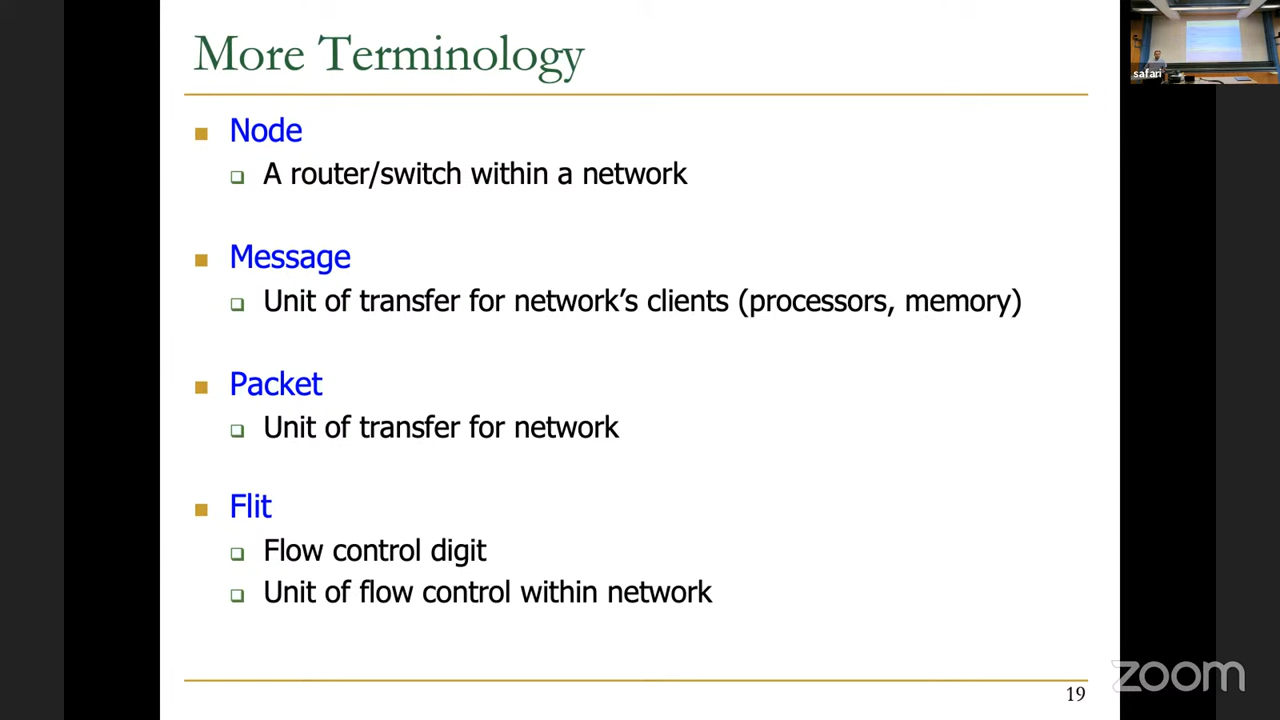 More Terminology
safari
Node
A router/switch within a network
Message
Unit of transfer for network’s clients (processors, memory)
Packet
Unit of transfer for network
Flit
Flow control digit
Unit of flow control within network
19
zoom